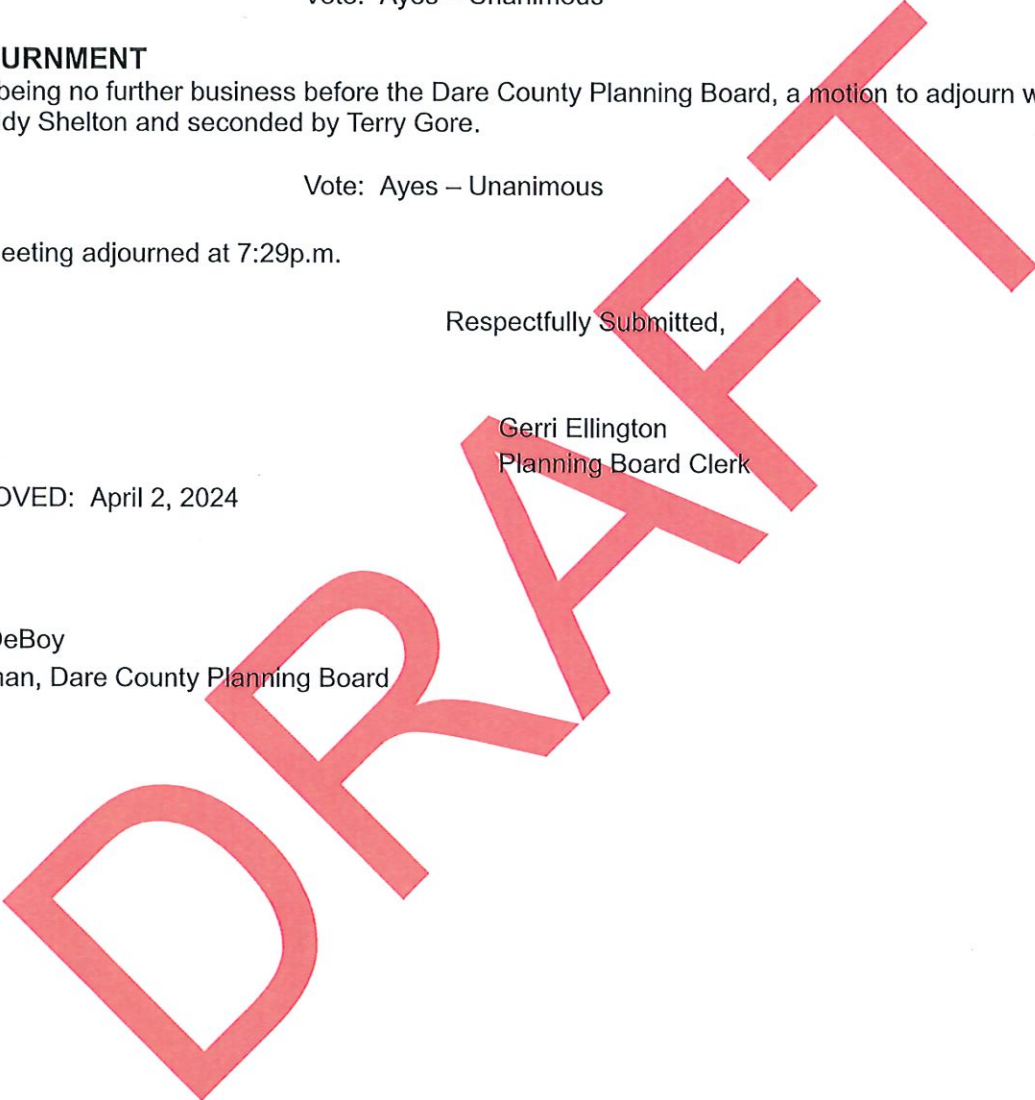 Vote: Ayes – Unanimous
URNMENT
being no further business before the Dare County Planning Board, a motion to adjourn w
dy Shelton and seconded by Terry Gore.
Vote: Ayes – Unanimous
eeting adjourned at 7:29p.m.
Respectfully Submitted,
Gerri Ellington
Planning Board Clerk
OVED: April 2, 2024
DeBoy
man, Dare County Planning Board
DRAFT